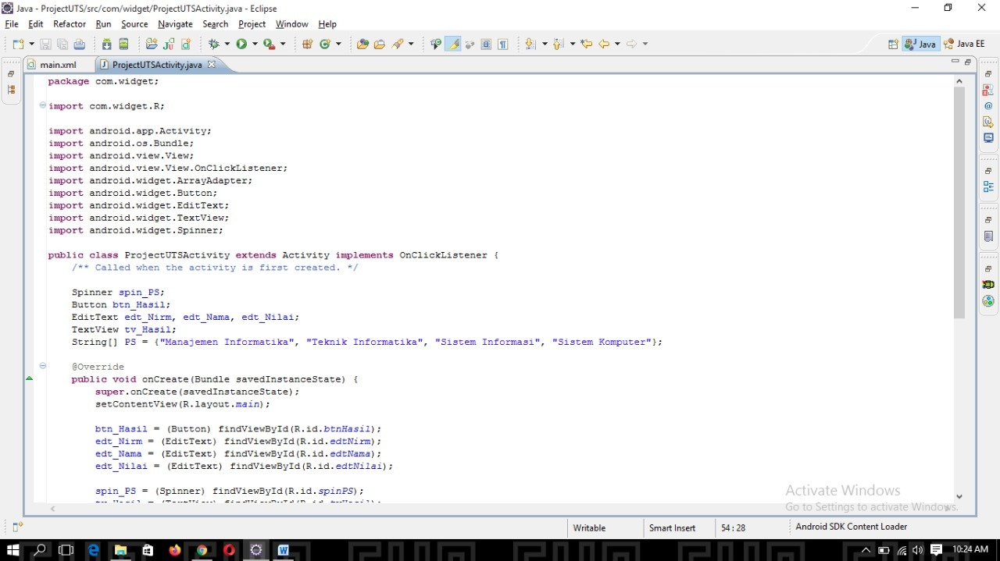 Java - ProjectUTS/src/com/widget/ProjectUTSActivity.java - Eclipse
File Edit Refactor Run Source Navigate Search Project Window Help
Java Java EE
main.xml ProjectUTSActivity.java
package com.widget;
import com.widget.R;
import android.app.Activity;
import android.os.Bundle;
import android.view.View;
import android.view.View.OnClickListener;
import android.widget.ArrayAdapter;
import android.widget.Button;
import android.widget.EditText;
import android.widget.TextView;
import android.widget.Spinner;
public class ProjectUTSActivity extends Activity implements OnClickListener {
/** Called when the activity is first created. */
Spinner spin_PS;
Button btn_Hasil;
EditText edt_Nirm, edt_Nama, edt_Nilai;
TextView tv_Hasil;
String[] PS = {"Manajemen Informatika", "Teknik Informatika", "Sistem Informasi", "Sistem Komputer"};
@Override
public void onCreate(Bundle savedInstanceState) {
super.onCreate(savedInstanceState);
setContentView(R.layout.main);
btn_Hasil = (Button) findViewById(R.id.btnHasil);
edt_Nirm = (EditText) findViewById(R.id.edtNirm);
edt_Nama = (EditText) findViewById(R.id.edtNama);
edt_Nilai = (EditText) findViewById(R.id.edtNilai);
spin_PS = (Spinner) findViewById(R.id.spinPS);
Activate Windows
Go to Settings to activate Windows.
Writable Smart Insert 54 : 28 Android SDK Content Loader
10:24 AM